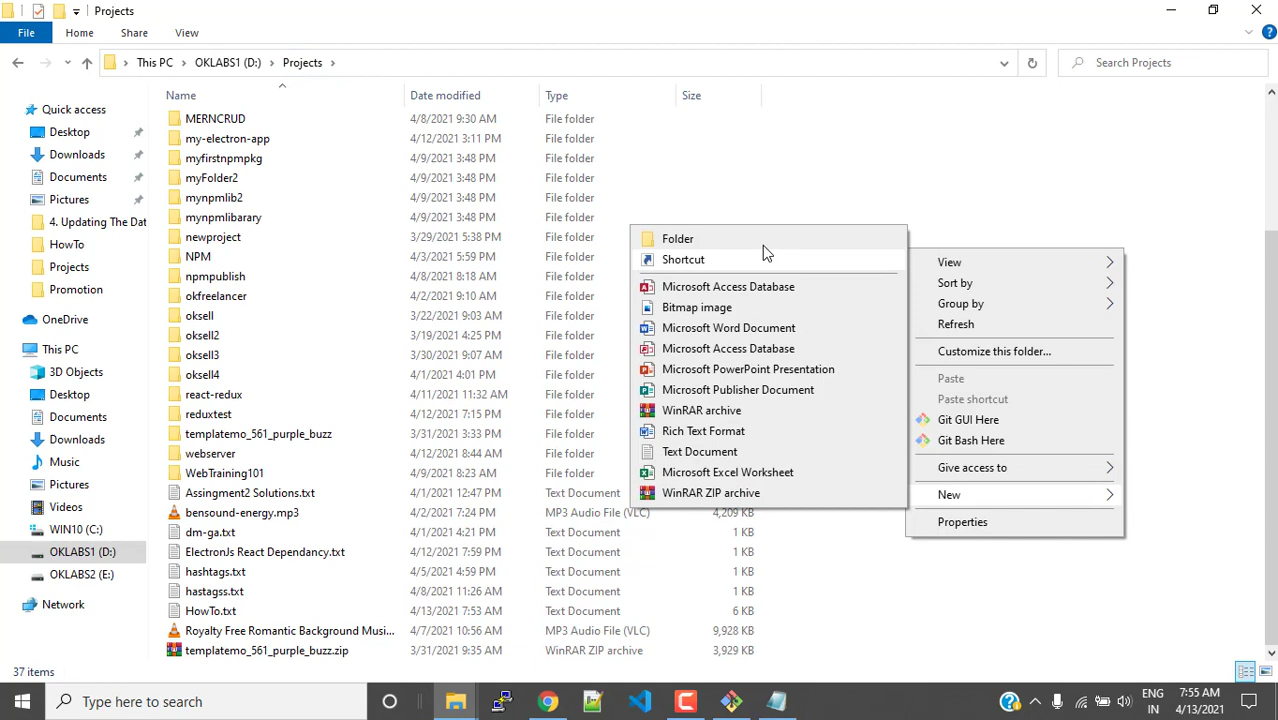 Projects
File
Home
Share
View
This PC
OKLABS1 (D:)
Projects
Search Projects
Name
Date modified
Type
Size
Quick access
Desktop
Downloads
Documents
Pictures
4. Updating The Dat
HowTo
Projects
Promotion
OneDrive
This PC
3D Objects
Desktop
Documents
Downloads
Music
Pictures
Videos
WIN10 (C:)
OKLABS1 (D:)
OKLABS2 (E:)
Network
MERNCRUD 4/8/2021 9:30 AM File folder
my-electron-app 4/12/2021 3:11 PM File folder
myfirstnpmpkg 4/9/2021 3:48 PM File folder
myFolder2 4/9/2021 3:48 PM File folder
mynpmlib2 4/9/2021 3:48 PM File folder
mynpmlibarary 4/9/2021 3:48 PM File folder
newproject 3/29/2021 5:38 PM File folder
NPM 4/3/2021 5:59 PM File folder
npmpublish 4/8/2021 8:18 AM File folder
okfreelancer 4/2/2021 9:10 AM File folder
oksell 3/22/2021 9:03 AM File folder
oksell2 3/19/2021 4:25 PM File folder
oksell3 3/30/2021 9:07 AM File folder
oksell4 4/1/2021 4:01 PM File folder
react-redux 4/11/2021 11:32 AM File folder
reduxtest 4/12/2021 7:15 PM File folder
templatemo_561_purple_buzz 3/31/2021 3:33 PM File folder
webserver 4/12/2021 8:44 AM File folder
WebTraining101 4/9/2021 8:23 AM File folder
Assingment2 Solutions.txt 4/1/2021 12:47 PM Text Document
bensound-energy.mp3 4/2/2021 7:24 PM MP3 Audio File (VLC) 4,209 KB
dm-ga.txt 4/1/2021 4:21 PM Text Document 1 KB
ElectronJs React Dependancy.txt 4/12/2021 7:59 PM Text Document 1 KB
hashtags.txt 4/5/2021 4:59 PM Text Document 1 KB
hastagss.txt 4/8/2021 11:26 AM Text Document 1 KB
HowTo.txt 4/13/2021 7:53 AM Text Document 6 KB
Royalty Free Romantic Background Musi... 4/7/2021 10:56 AM MP3 Audio File (VLC) 9,928 KB
templatemo_561_purple_buzz.zip 3/31/2021 9:35 AM WinRAR ZIP archive 3,929 KB
Folder
Shortcut
Microsoft Access Database
Bitmap image
Microsoft Word Document
Microsoft Access Database
Microsoft PowerPoint Presentation
Microsoft Publisher Document
WinRAR archive
Rich Text Format
Text Document
Microsoft Excel Worksheet
WinRAR ZIP archive
View
Sort by
Group by
Refresh
Customize this folder...
Paste
Paste shortcut
Git GUI Here
Git Bash Here
Give access to
New
Properties
37 items
Type here to search
ENG
IN
7:55 AM
4/13/2021